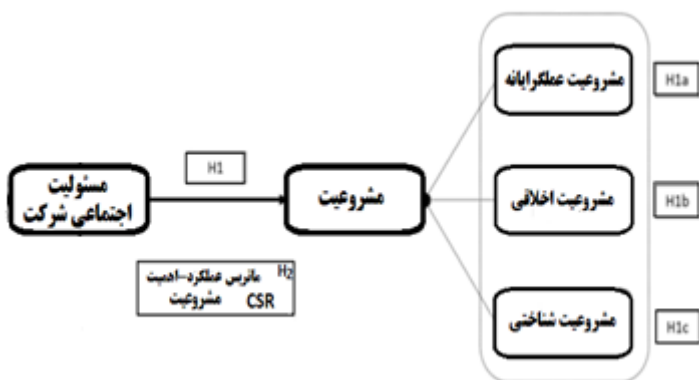 مشروعیت عملگرایانه
H1a
H1
مسئولیت
اجتماعی شرکت
مشروعیت
مشروعیت اخلاقی
H1b
ماتریس عملکرد-اهمیت H2
مشروعیت CSR
مشروعیت شناختی
H1c